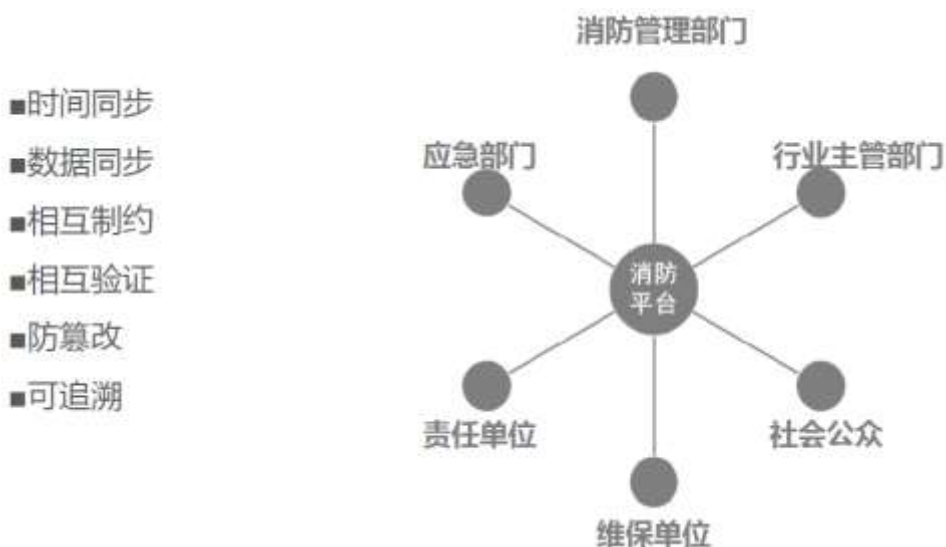 ■时间同步
■数据同步
■相互制约
■相互验证
■防篡改
■可追溯
消防管理部门
应急部门
行业主管部门
消防
平台
责任单位
社会公众
维保单位